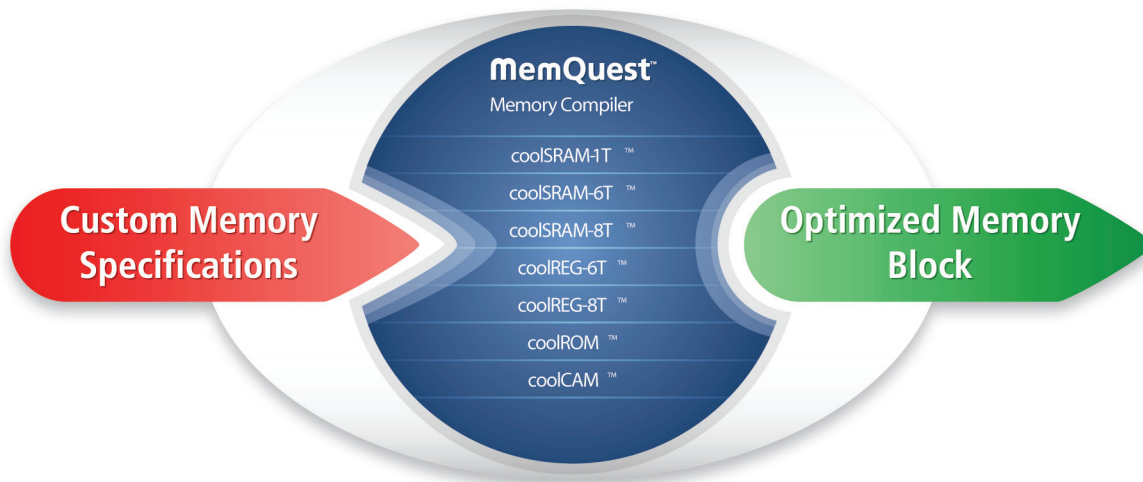 MemQuest™
Memory Compiler
coolSRAM-1T ™
coolSRAM-6T ™
coolSRAM-8T ™
coolREG-6T ™
coolREG-8T ™
coolROM ™
coolCAM ™
Custom Memory
Specifications
Optimized Memory
Block